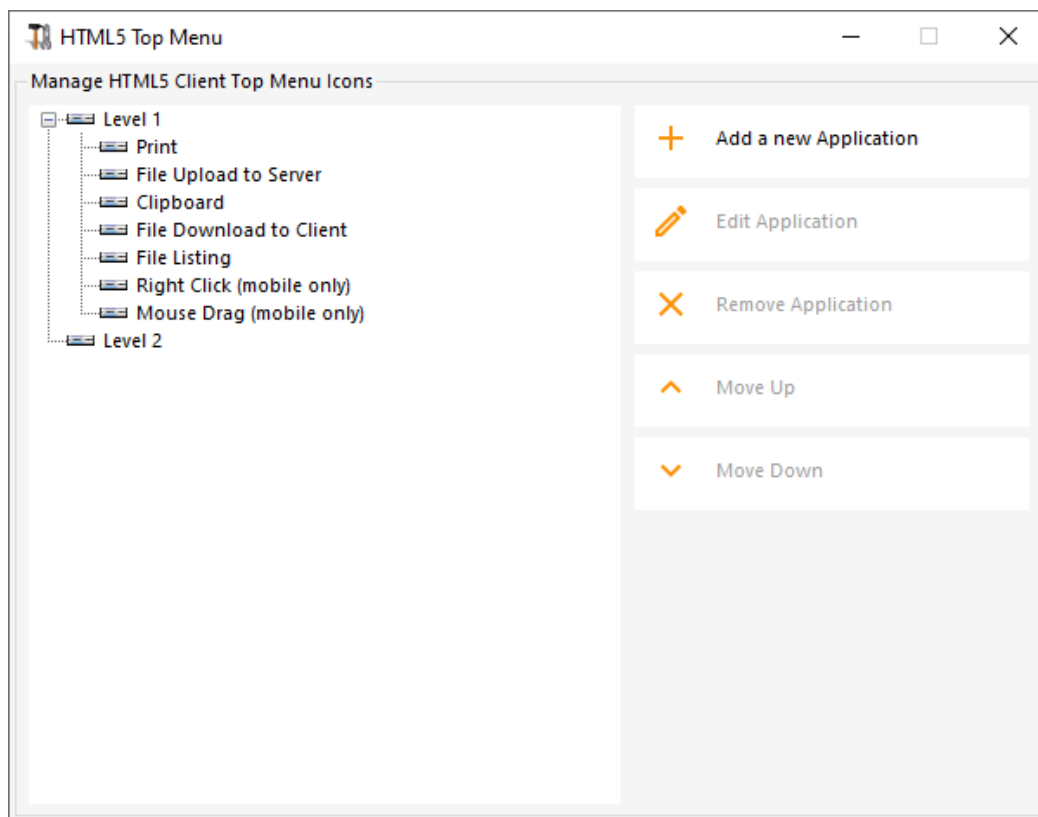 HTML5 Top Menu
Manage HTML5 Client Top Menu Icons
Level 1
Print
File Upload to Server
Clipboard
File Download to Client
File Listing
Right Click (mobile only)
Mouse Drag (mobile only)
Level 2
Add a new Application
Edit Application
Remove Application
Move Up
Move Down